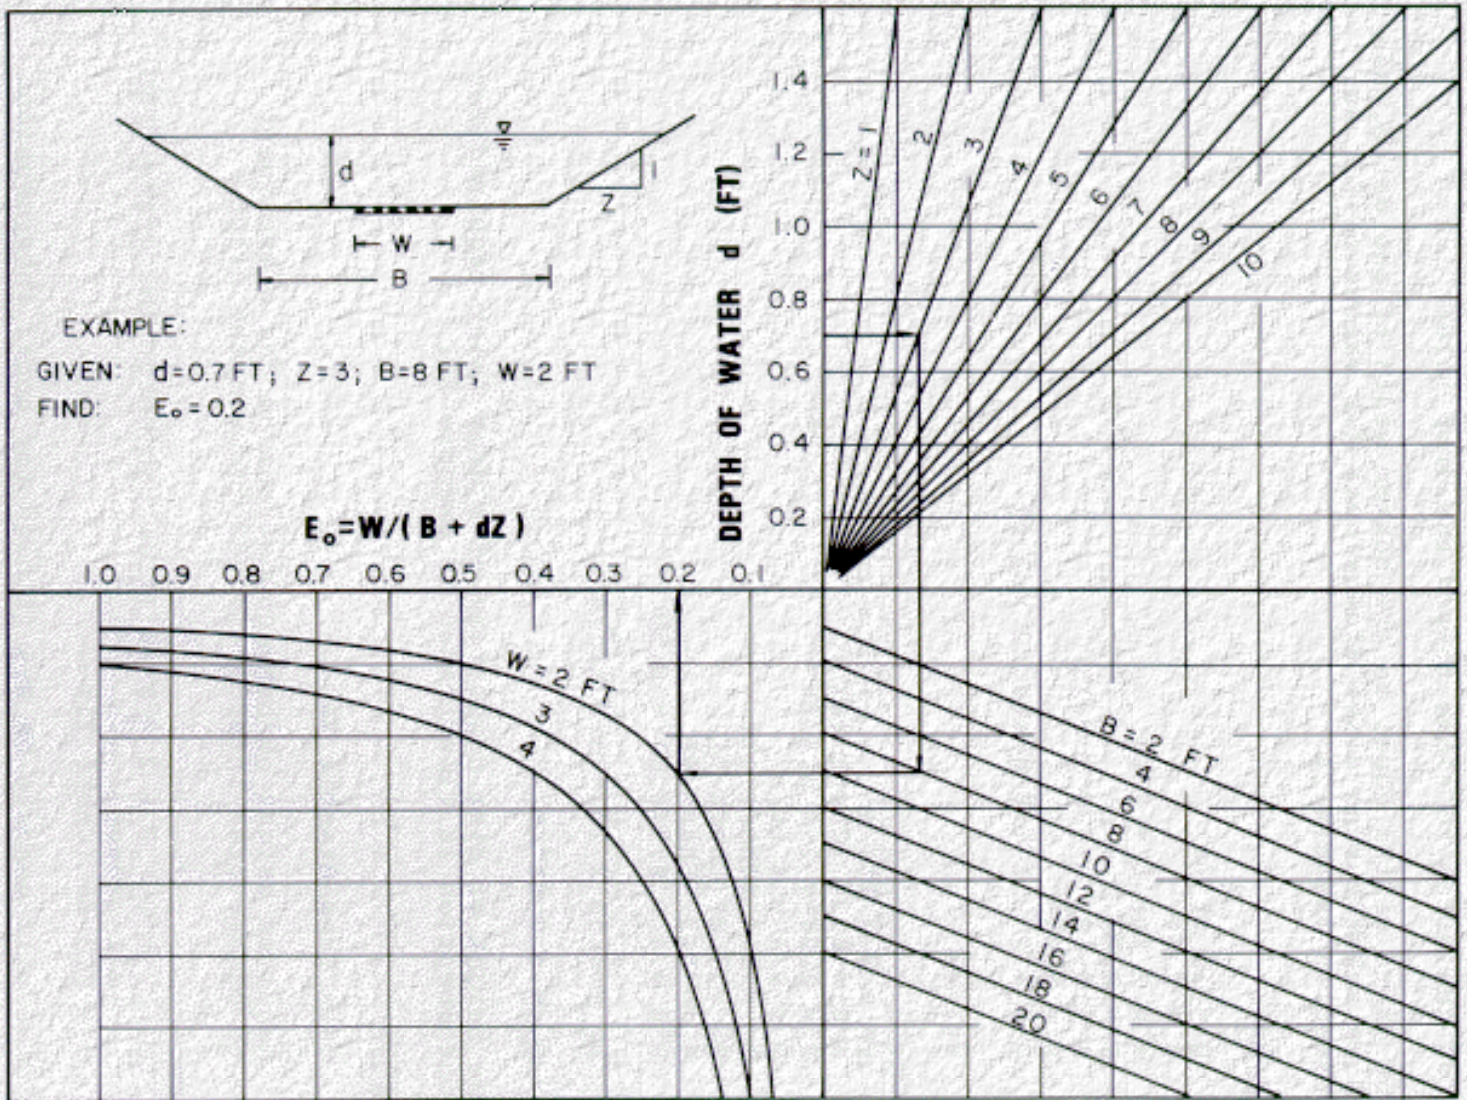 d
1
Z
W
B
EXAMPLE:
GIVEN: d=0.7 FT; Z=3; B=8 FT; W=2 FT
FIND: Eₒ = 0.2
Eₒ=W/( B + dZ )
1.0 0.9 0.8 0.7 0.6 0.5 0.4 0.3 0.2 0.1
DEPTH OF WATER d (FT)
1.4
1.2
1.0
0.8
0.6
0.4
0.2
Z = 1
2
3
4
5
6
7
8
9
10
W = 2 FT
3
4
B = 2 FT
4
6
8
10
12
14
16
18
20